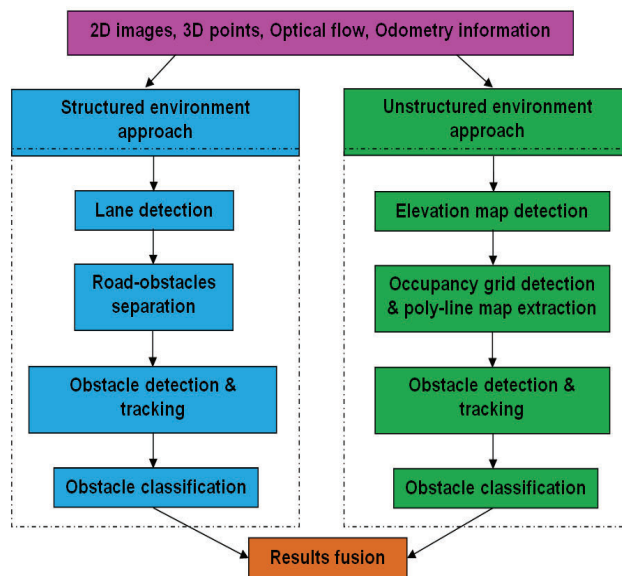 2D images, 3D points, Optical flow, Odometry information
Structured environment
approach
Lane detection
Road-obstacles
separation
Obstacle detection &
tracking
Obstacle classification
Unstructured environment
approach
Elevation map detection
Occupancy grid detection
& poly-line map extraction
Obstacle detection &
tracking
Obstacle classification
Results fusion